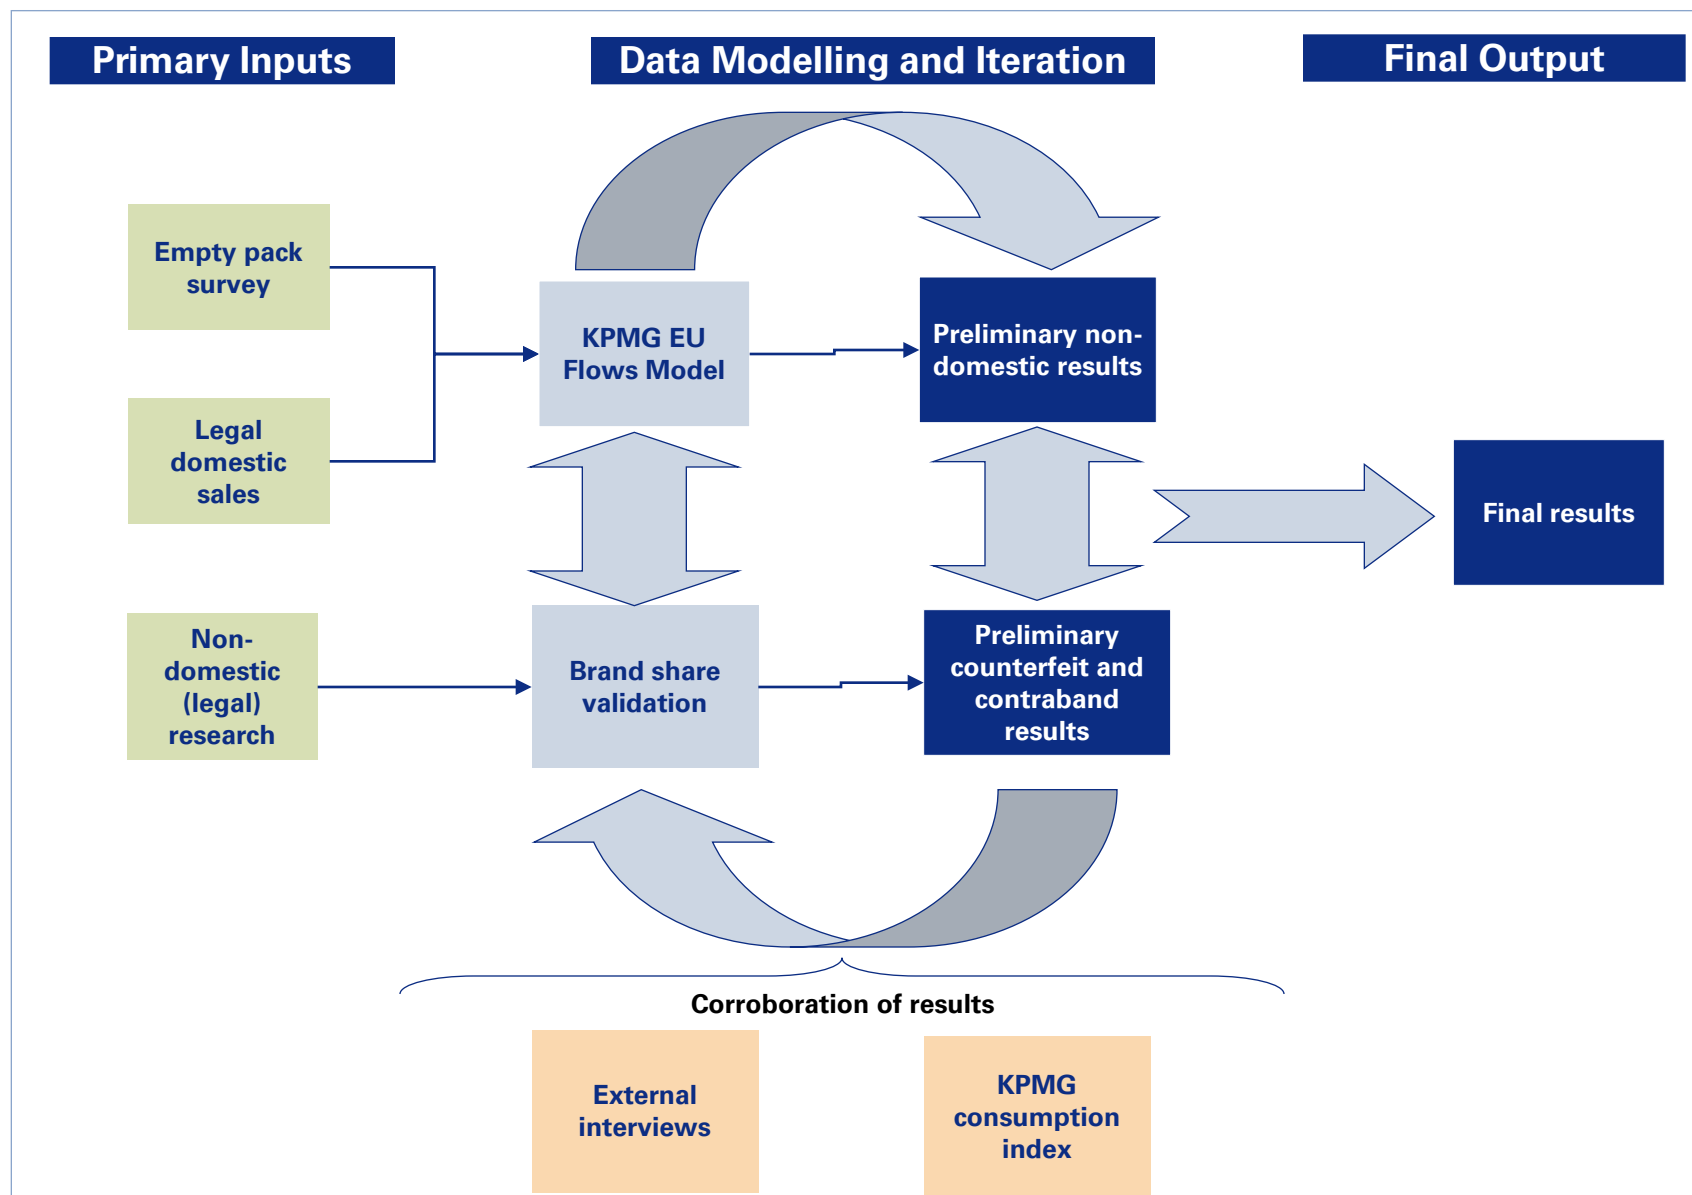 Primary Inputs
Data Modelling and Iteration
Final Output
Empty pack
survey
Legal
domestic
sales
Non-
domestic
(legal)
research
KPMG EU
Flows Model
Brand share
validation
Preliminary non-
domestic results
Preliminary
counterfeit and
contraband
results
Final results
Corroboration of results
External
interviews
KPMG
consumption
index